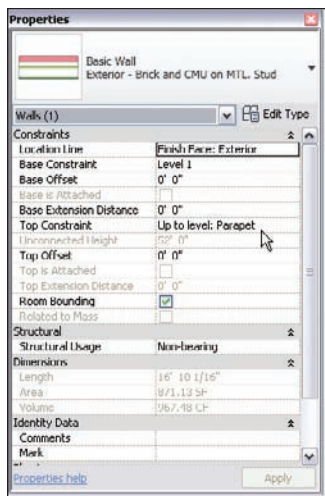 Properties
Basic Wall
Exterior - Brick and CMU on MTL. Stud
Walls (1)
Edit Type
Constraints
Location Line Finish Face: Exterior
Base Constraint Level 1
Base Offset 0' 0"
Base is Attached
Base Extension Distance 0' 0"
Top Constraint Up to level: Parapet
Unconnected Height 52' 0"
Top Offset 0' 0"
Top is Attached
Top Extension Distance 0' 0"
Room Bounding
Related to Mass
Structural
Structural Usage Non-bearing
Dimensions
Length 16' 10 1/16"
Area 871.13 SF
Volume 967.48 CF
Identity Data
Comments
Mark
Properties help
Apply